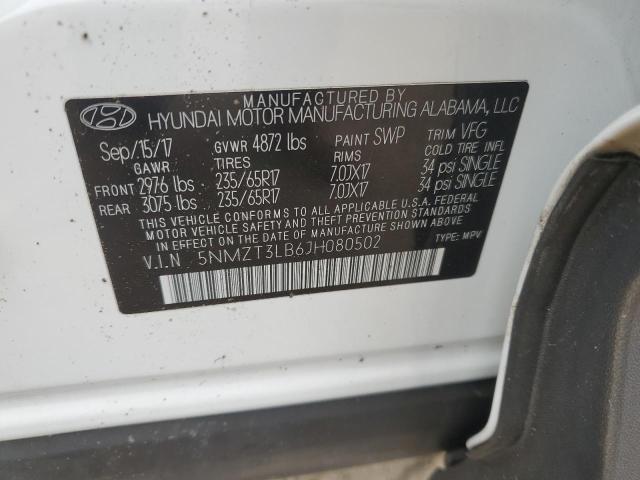 MANUFACTURED BY
HYUNDAI MOTOR MANUFACTURING ALABAMA, LLC
Sep/15/17 GVWR 4872 lbs PAINT SWP TRIM VFG
GAWR TIRES RIMS COLD TIRE INFL
FRONT 2976 lbs 235/65R17 7.0JX17 34 psi SINGLE
REAR 3075 lbs 235/65R17 7.0JX17 34 psi SINGLE
THIS VEHICLE CONFORMS TO ALL APPLICABLE U.S.A. FEDERAL
MOTOR VEHICLE SAFETY AND THEFT PREVENTION STANDARDS
IN EFFECT ON THE DATE OF MANUFACTURE SHOWN ABOVE.
V.I.N 5NMZT3LB6JH080502 TYPE: MPV